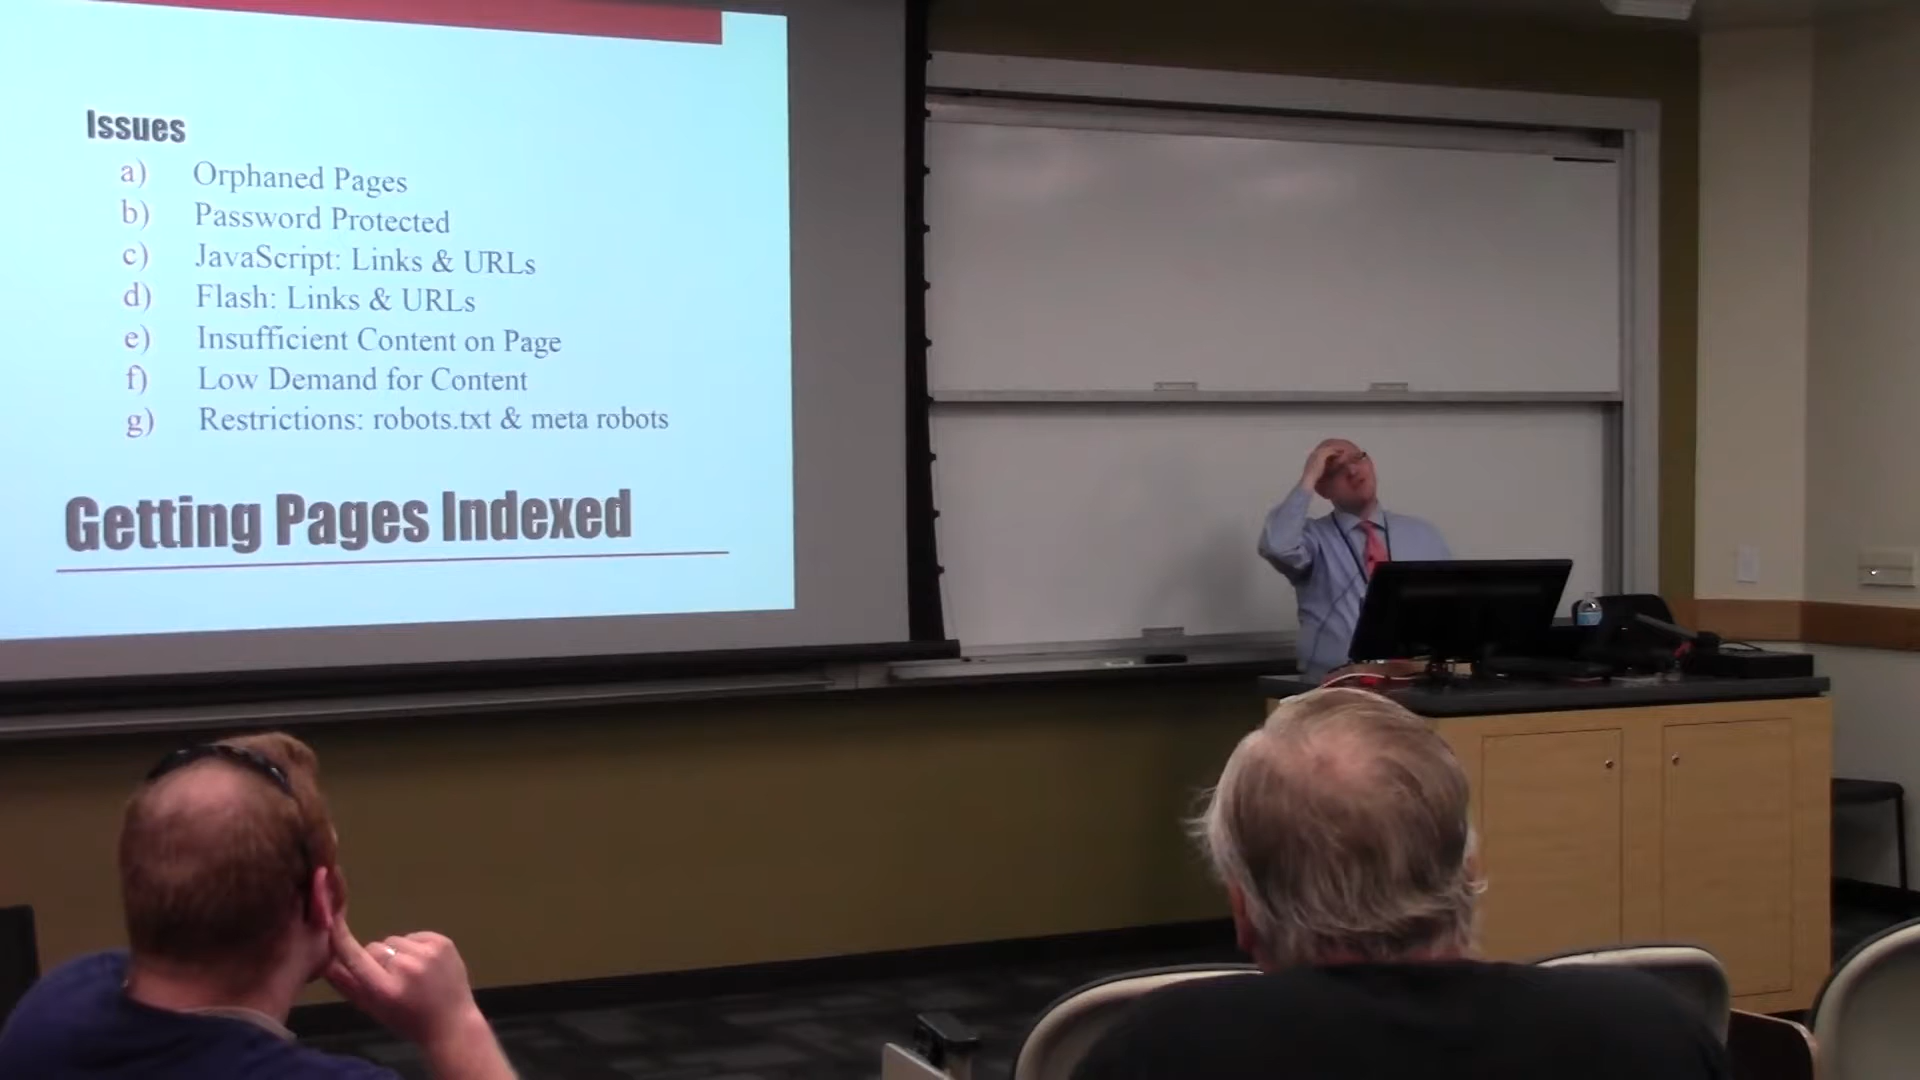 Issues
a) Orphaned Pages
b) Password Protected
c) JavaScript: Links & URLs
d) Flash: Links & URLs
e) Insufficient Content on Page
f) Low Demand for Content
g) Restrictions: robots.txt & meta robots
Getting Pages Indexed